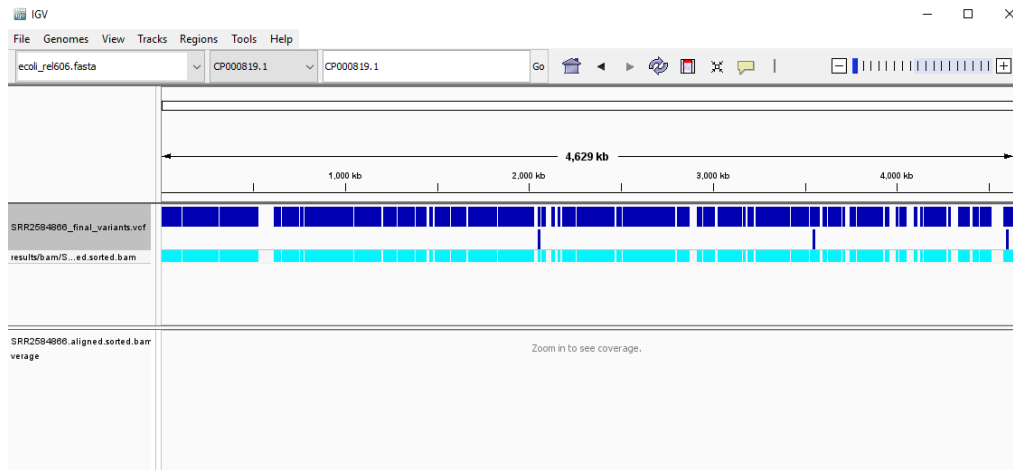 IGV
File Genomes View Tracks Regions Tools Help
ecoli_rel606.fasta CP000819.1 CP000819.1 Go
4,629 kb
1,000 kb 2,000 kb 3,000 kb 4,000 kb
SRR2584866_final_variants.vcf
results/bam/S...ed.sorted.bam
SRR2584866.aligned.sorted.bam
verage
Zoom in to see coverage.